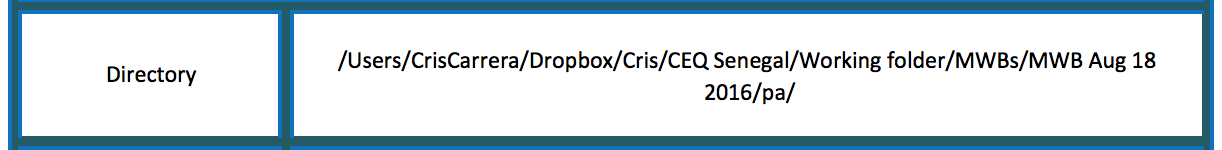 Directory
/Users/CrisCarrera/Dropbox/Cris/CEQ Senegal/Working folder/MWBs/MWB Aug 18
2016/pa/